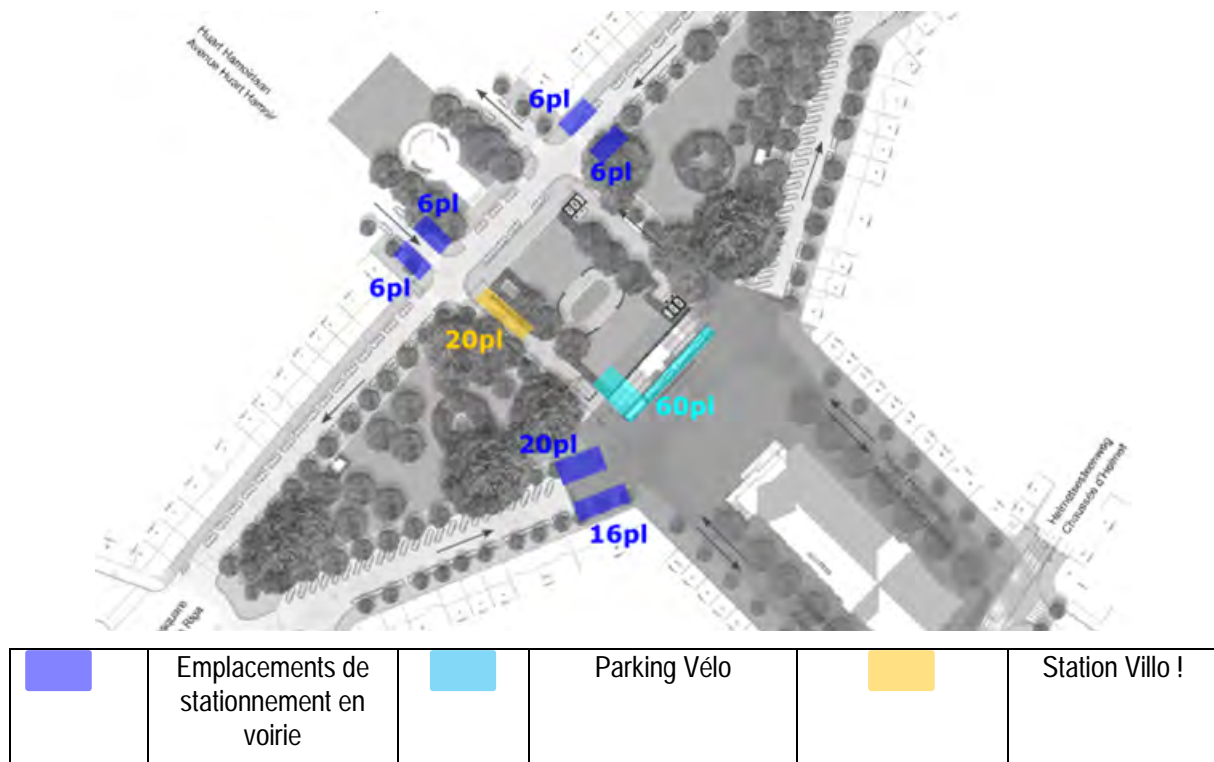 Huart Hamoirlaan
Avenue Huart Hamoir
6pl
6pl
6pl
6pl
20pl
60pl
20pl
16pl
Helmetsesteenweg
Chaussée d'Helmet
square
Emplacements de
stationnement en
voirie
Parking Vélo
Station Villo !